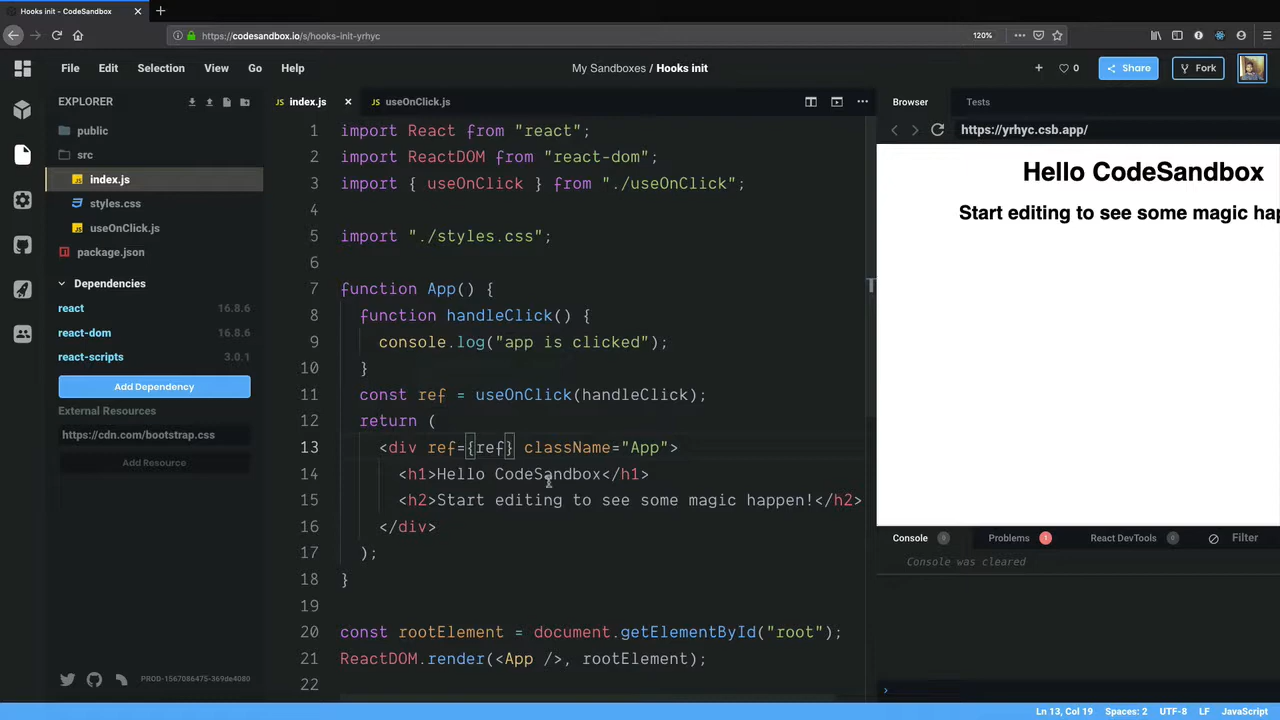 Hooks init - CodeSandbox
https://codesandbox.io/s/hooks-init-yrhyc
120%
File Edit Selection View Go Help
My Sandboxes / Hooks init
0
Share
Fork
EXPLORER
public
src
index.js
styles.css
useOnClick.js
package.json
Dependencies
react 16.8.6
react-dom 16.8.6
react-scripts 3.0.1
Add Dependency
External Resources
https://cdn.com/bootstrap.css
Add Resource
PROD-1567086475-369de4080
JS index.js
JS useOnClick.js
1 import React from "react";
2 import ReactDOM from "react-dom";
3 import { useOnClick } from "./useOnClick";
4
5 import "./styles.css";
6
7 function App() {
8 function handleClick() {
9 console.log("app is clicked");
10 }
11 const ref = useOnClick(handleClick);
12 return (
13 <div ref={ref} className="App">
14 <h1>Hello CodeSandbox</h1>
15 <h2>Start editing to see some magic happen!</h2>
16 </div>
17 );
18 }
19
20 const rootElement = document.getElementById("root");
21 ReactDOM.render(<App />, rootElement);
22
Browser Tests
https://yrhyc.csb.app/
Hello CodeSandbox
Start editing to see some magic hap
Console 0 Problems 1 React DevTools 0 Filter
Console was cleared
›
Ln 13, Col 19 Spaces: 2 UTF-8 LF JavaScript